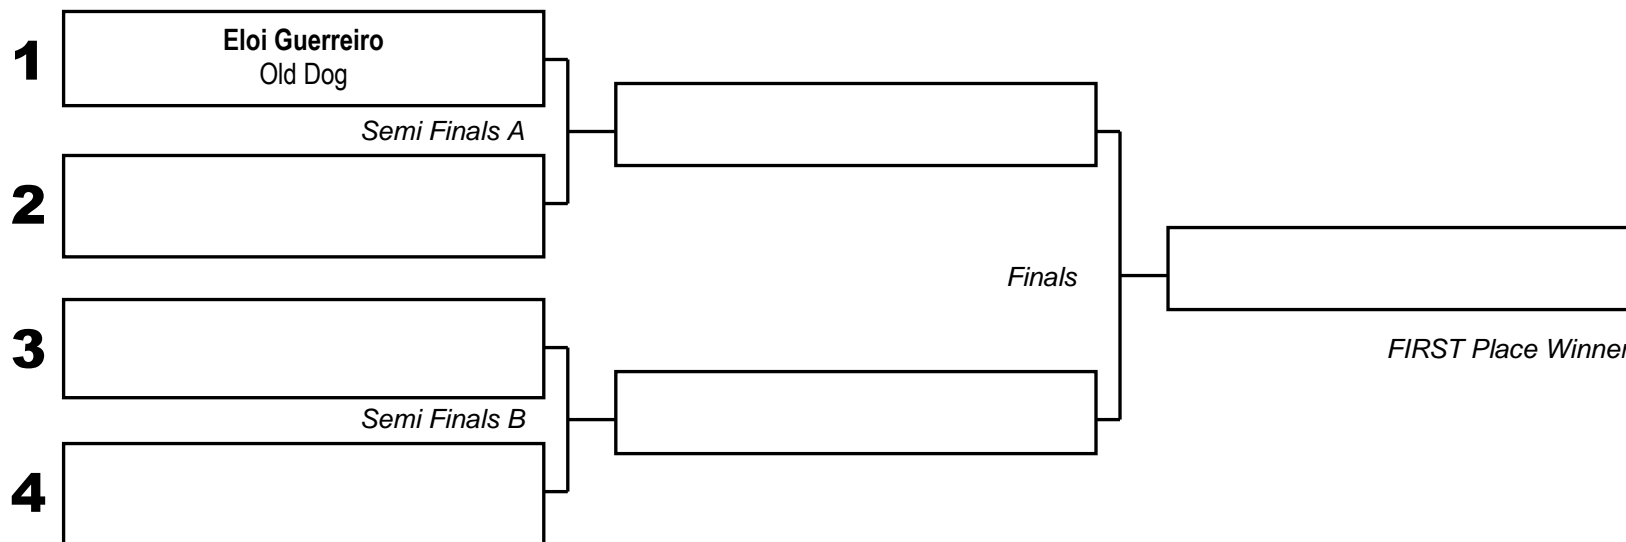 1
Eloi Guerreiro
Old Dog
Semi Finals A
2
Finals
3
FIRST Place Winner
Semi Finals B
4